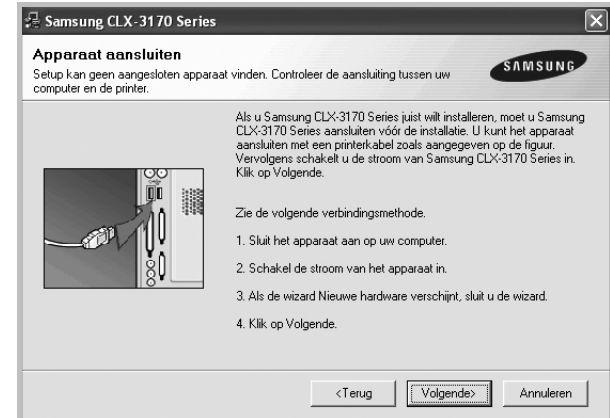 Samsung CLX-3170 Series
Apparaat aansluiten
Setup kan geen aangesloten apparaat vinden. Controleer de aansluiting tussen uw
computer en de printer.
SAMSUNG
Als u Samsung CLX-3170 Series juist wilt installeren, moet u Samsung
CLX-3170 Series aansluiten vóór de installatie. U kunt het apparaat
aansluiten met een printerkabel zoals aangegeven op de figuur.
Vervolgens schakelt u de stroom van Samsung CLX-3170 Series in.
Klik op Volgende.
Zie de volgende verbindingsmethode.
1. Sluit het apparaat aan op uw computer.
2. Schakel de stroom van het apparaat in.
3. Als de wizard Nieuwe hardware verschijnt, sluit u de wizard.
4. Klik op Volgende.
<Terug
Volgende>
Annuleren